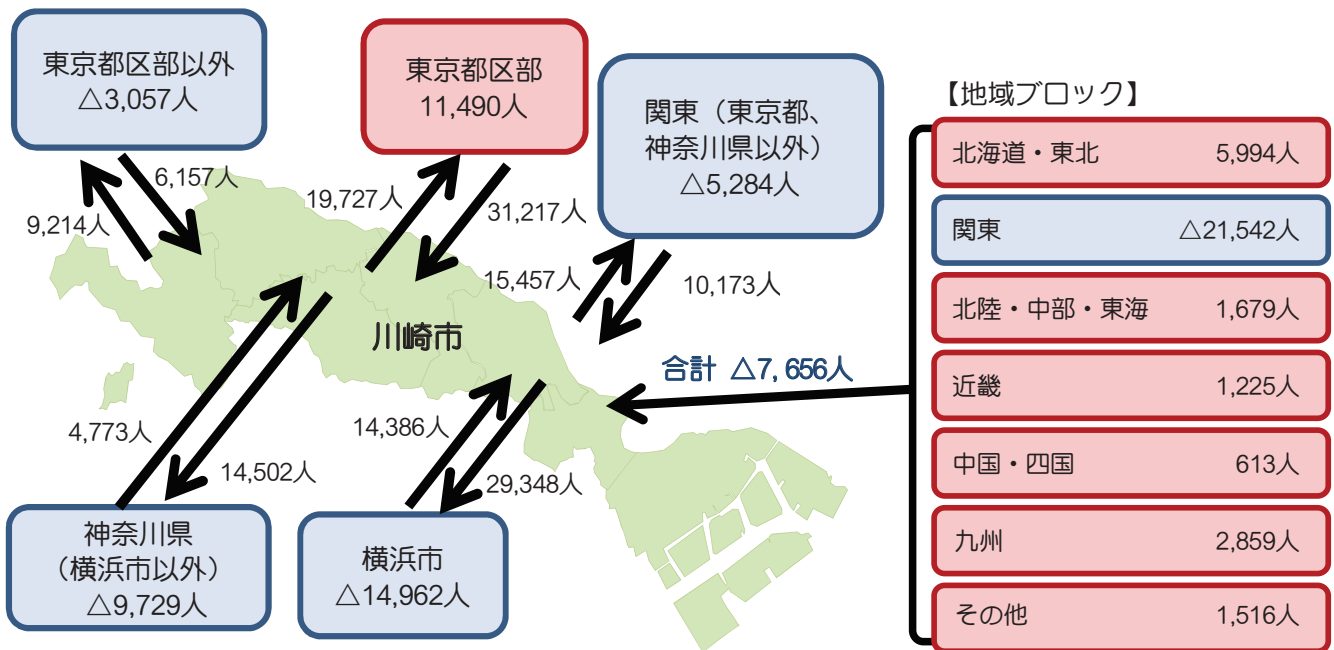 東京都区部以外
△3,057人
東京都区部
11,490人
関東（東京都、
神奈川県以外）
△5,284人
6,157人
9,214人
19,727人
31,217人
15,457人
10,173人
川崎市
合計 △7,656人
4,773人
14,502人
14,386人
29,348人
神奈川県
（横浜市以外）
△9,729人
横浜市
△14,962人
【地域ブロック】
北海道・東北 5,994人
関東 △21,542人
北陸・中部・東海 1,679人
近畿 1,225人
中国・四国 613人
九州 2,859人
その他 1,516人